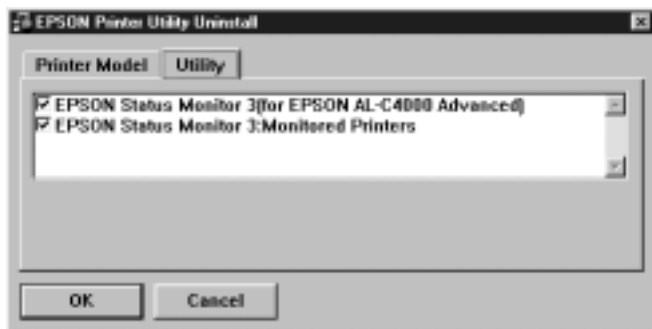 EPSON Printer Utility Uninstall
Printer Model Utility
EPSON Status Monitor 3(for EPSON AL-C4000 Advanced)
EPSON Status Monitor 3:Monitored Printers
OK Cancel